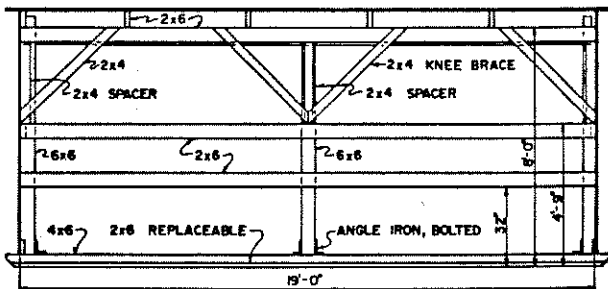 2x6
2x4
2x4 KNEE BRACE
2x4 SPACER
2x4 SPACER
6x6
2x6
6x6
8'-0"
4'-9"
32"
4x6
2x6 REPLACEABLE
ANGLE IRON, BOLTED
19'-0"